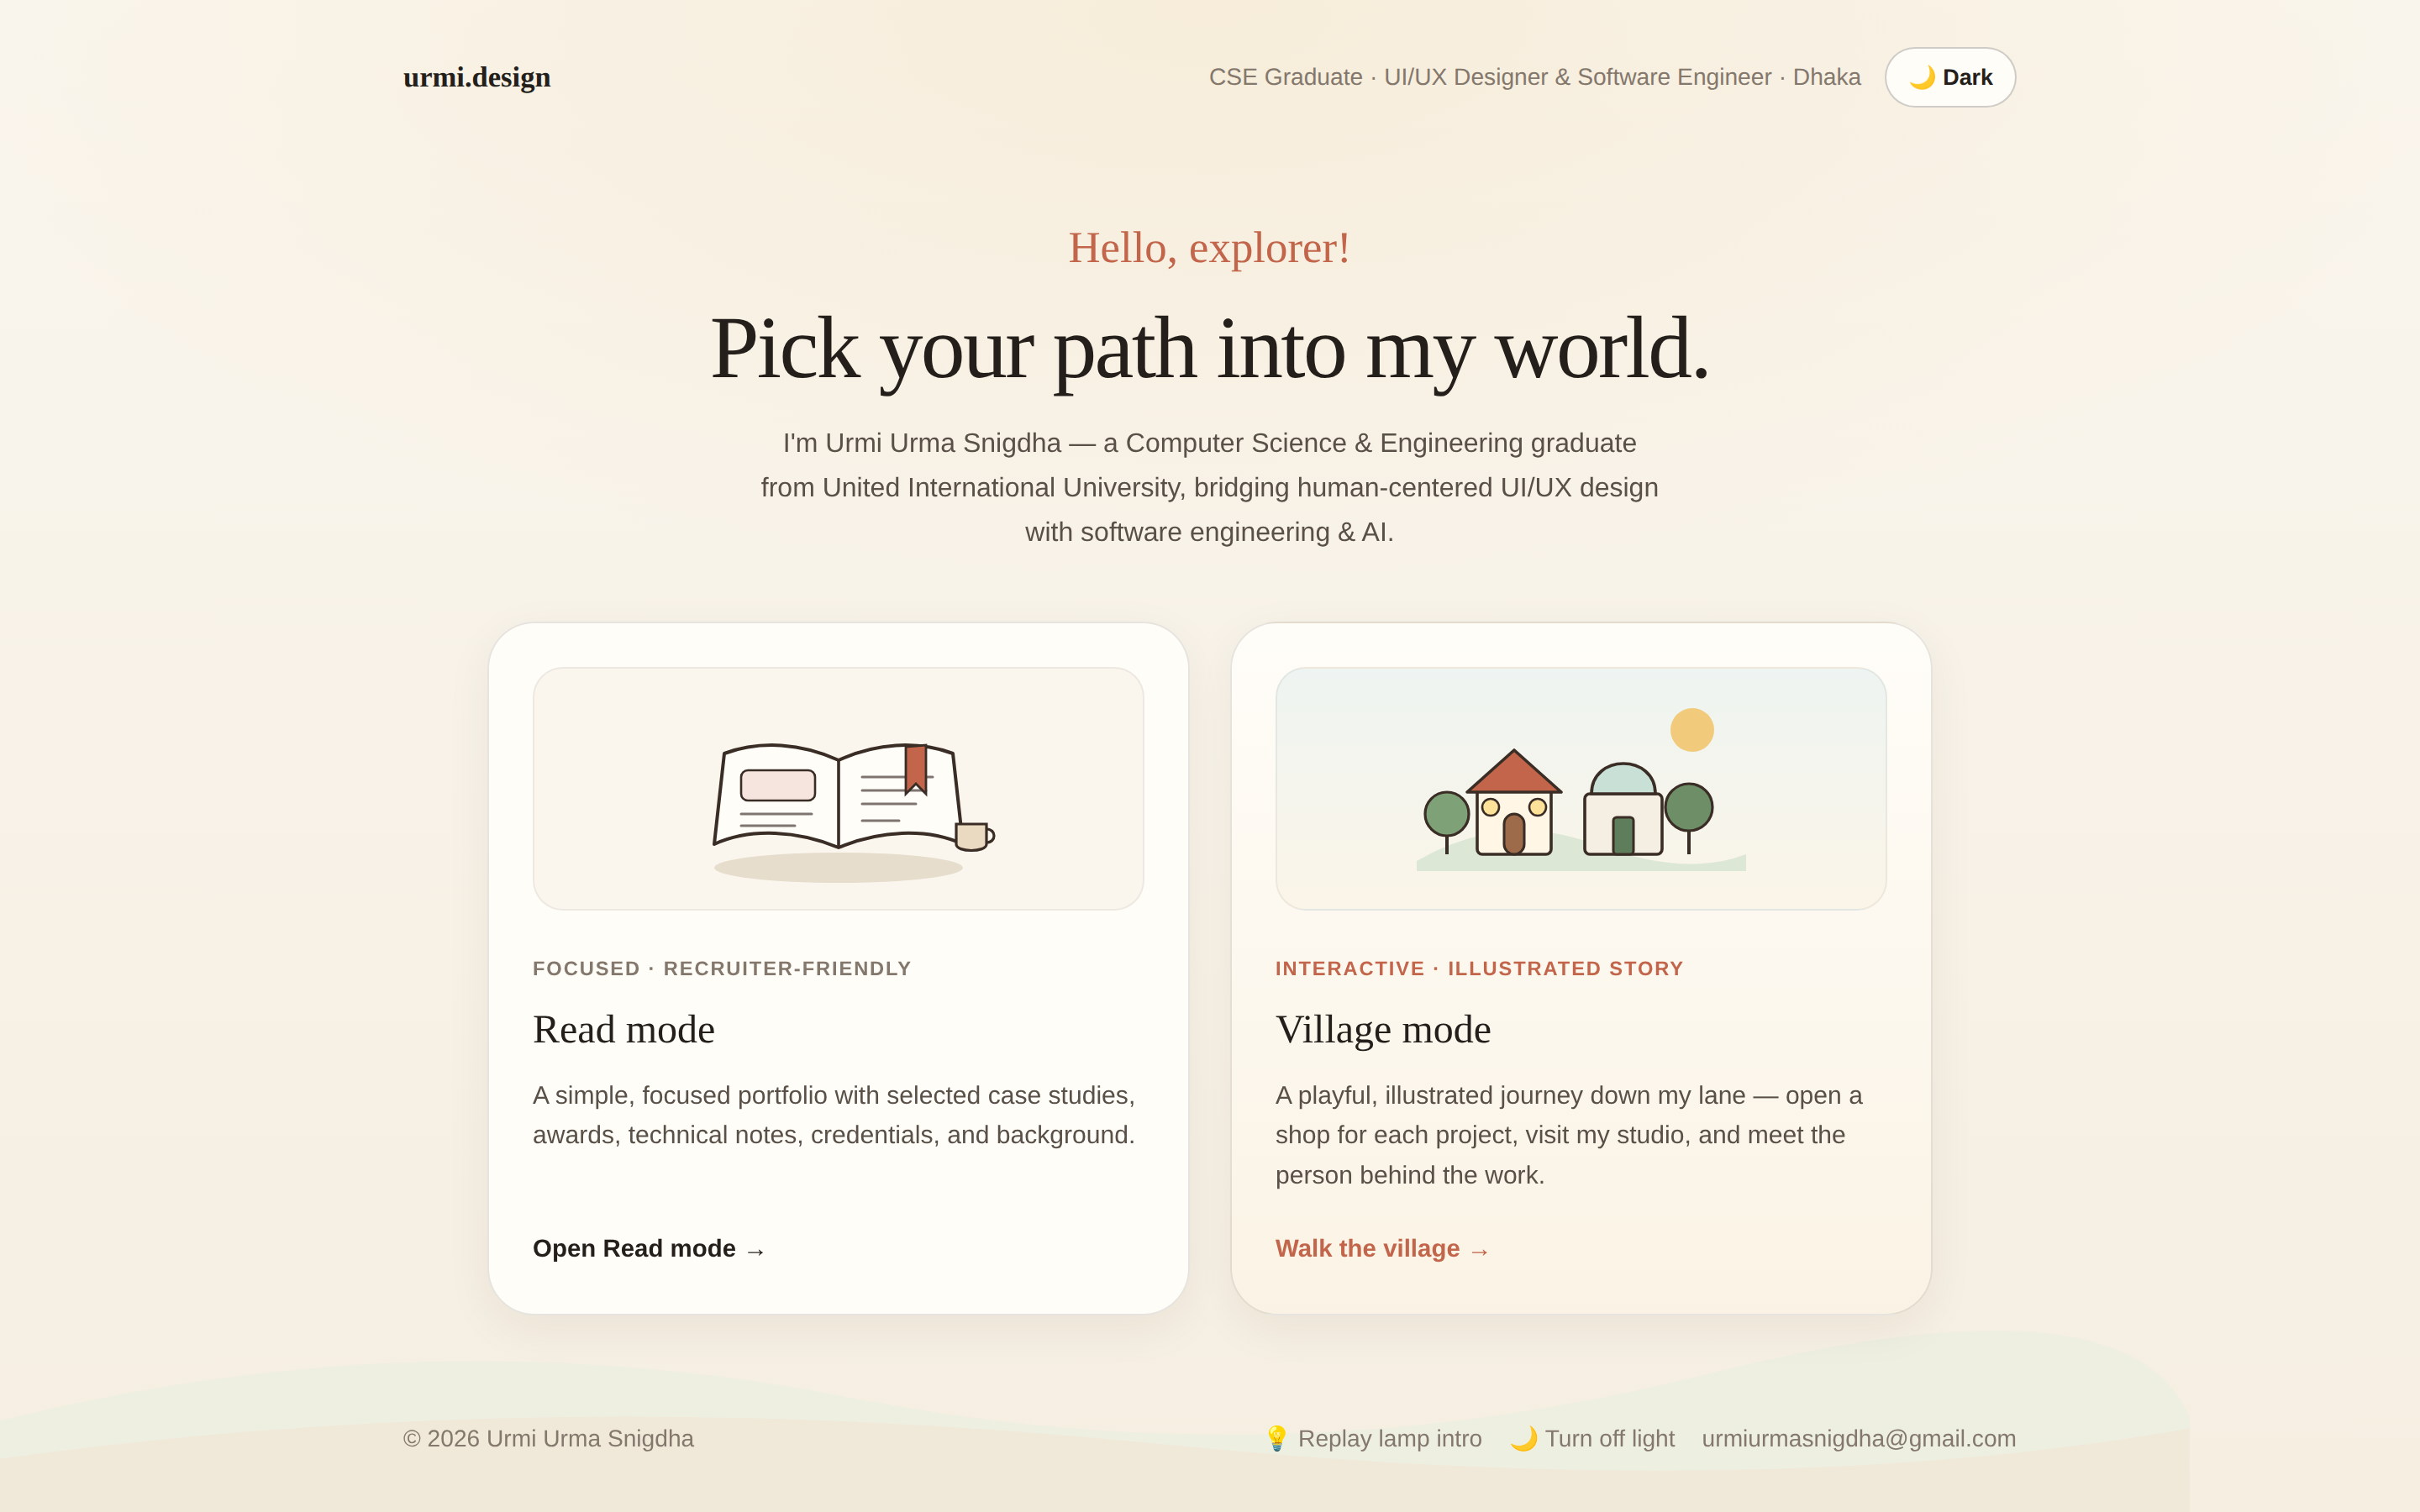 urmi.design
CSE Graduate · UI/UX Designer & Software Engineer · Dhaka
🌙 Dark
Hello, explorer!
Pick your path into my world.
I'm Urmi Urma Snigdha — a Computer Science & Engineering graduate
from United International University, bridging human-centered UI/UX design
with software engineering & AI.
FOCUSED · RECRUITER-FRIENDLY
Read mode
A simple, focused portfolio with selected case studies,
awards, technical notes, credentials, and background.
Open Read mode →
INTERACTIVE · ILLUSTRATED STORY
Village mode
A playful, illustrated journey down my lane — open a
shop for each project, visit my studio, and meet the
person behind the work.
Walk the village →
© 2026 Urmi Urma Snigdha
💡 Replay lamp intro
🌙 Turn off light
urmiurmasnigdha@gmail.com